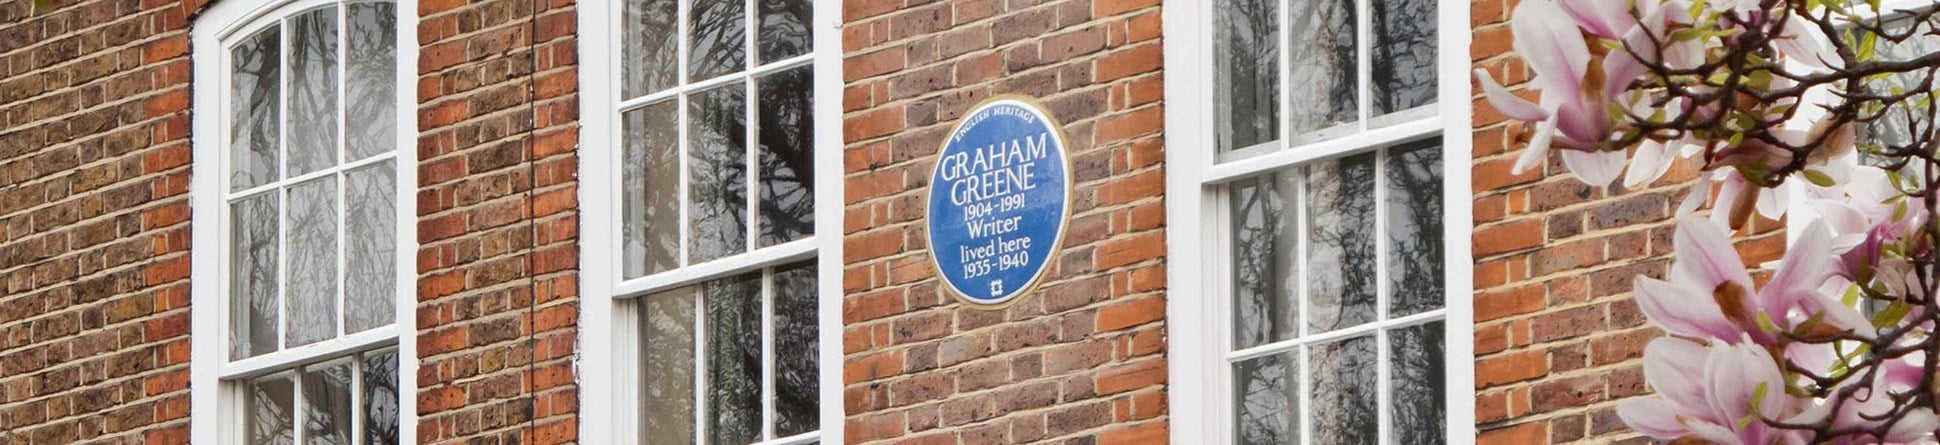 ENGLISH HERITAGE
GRAHAM
GREENE
1904-1991
Writer
lived here
1935-1940